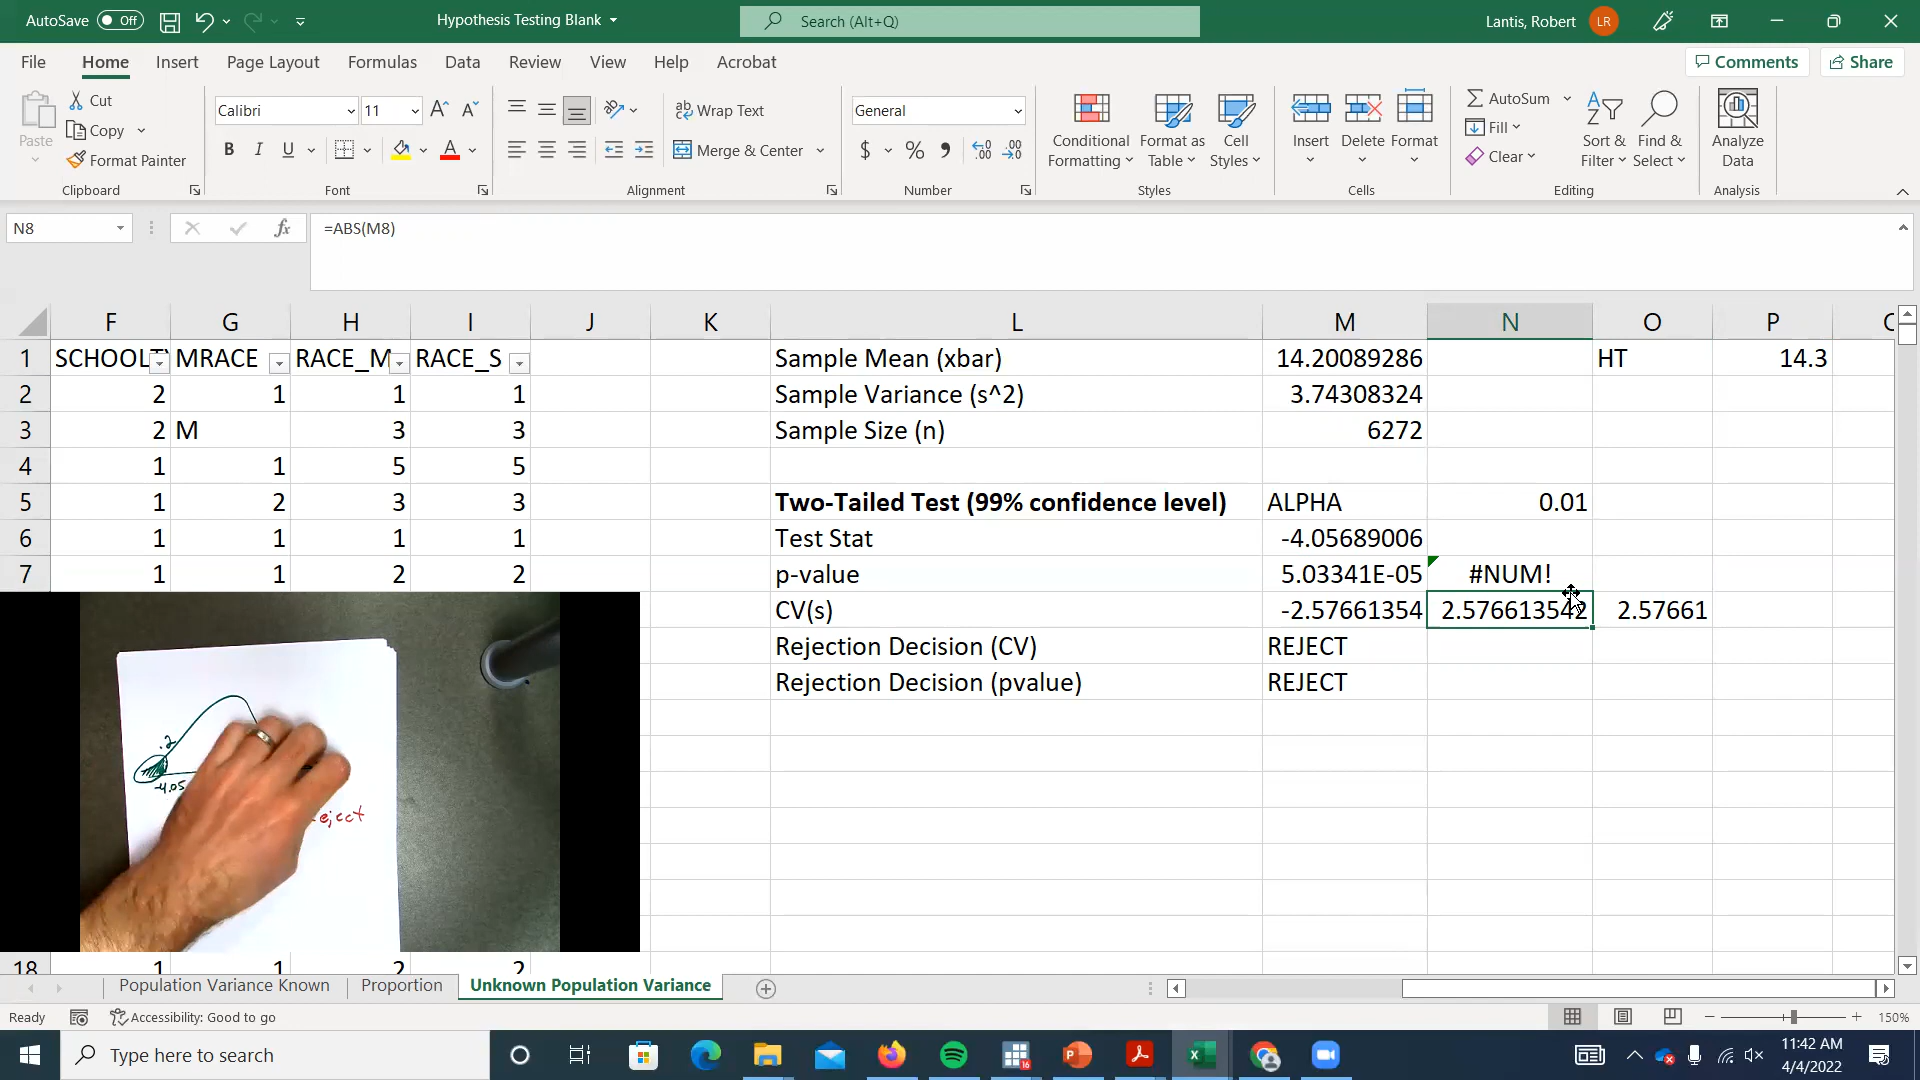 AutoSave Off Hypothesis Testing Blank Search (Alt+Q) Lantis, Robert LR
File Home Insert Page Layout Formulas Data Review View Help Acrobat Comments Share
Cut Calibri 11 Wrap Text General AutoSum
Paste Copy Conditional Formatting Format as Table Cell Styles Insert Delete Format Fill Sort & Filter Find & Select Analyze Data
Format Painter B I U A Merge & Center $ % Clear
Clipboard Font Alignment Number Styles Cells Editing Analysis
N8 fx =ABS(M8)
F G H I J K L M N O P
1 SCHOOLT MRACE RACE_M RACE_S Sample Mean (xbar) 14.20089286 HT 14.3
2 2 1 1 1 Sample Variance (s^2) 3.74308324
3 2 M 3 3 Sample Size (n) 6272
4 1 1 5 5
5 1 2 3 3 Two-Tailed Test (99% confidence level) ALPHA 0.01
6 1 1 1 1 Test Stat -4.05689006
7 1 1 2 2 p-value 5.03341E-05 #NUM!
CV(s) -2.57661354 2.576613542 2.57661
Rejection Decision (CV) REJECT
Rejection Decision (pvalue) REJECT
.2
-4.05
eject
18 1 1 2 2
Population Variance Known Proportion Unknown Population Variance
Ready Accessibility: Good to go 150%
Type here to search 16 11:42 AM
4/4/2022